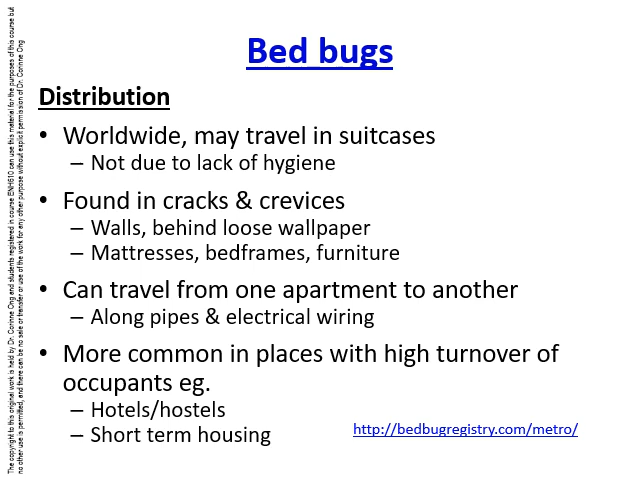 Bed bugs
Distribution
• Worldwide, may travel in suitcases
– Not due to lack of hygiene
• Found in cracks & crevices
– Walls, behind loose wallpaper
– Mattresses, bedframes, furniture
• Can travel from one apartment to another
– Along pipes & electrical wiring
• More common in places with high turnover of
occupants eg.
– Hotels/hostels
– Short term housing
http://bedbugregistry.com/metro/
The copyright to this original work is held by Dr. Corinne Ong and students registered in course ENH610 can use this material for the purposes of this course but
no other use is permitted, and there can be no sale or transfer or use of the work for any other purpose without explicit permission of Dr. Corinne Ong